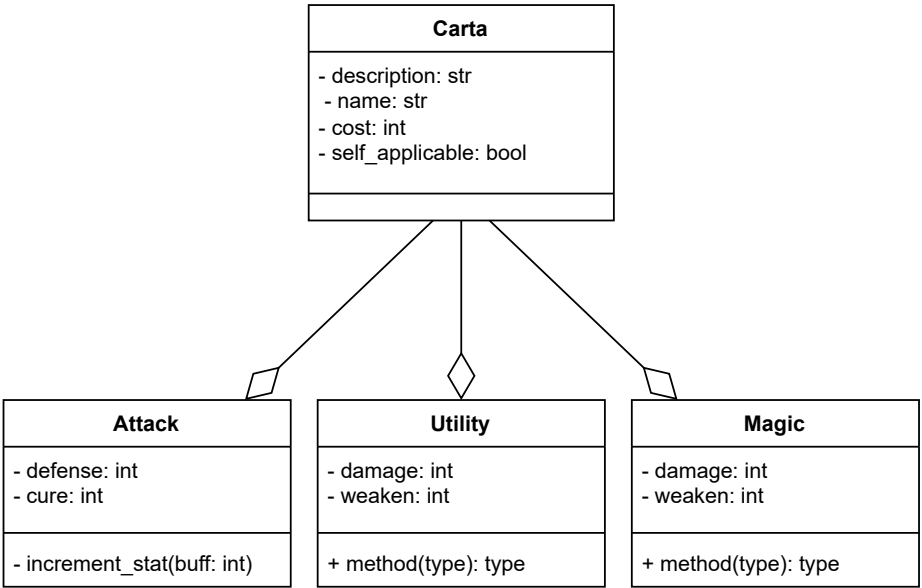 Carta
- description: str
- name: str
- cost: int
- self_applicable: bool
Attack
- defense: int
- cure: int
- increment_stat(buff: int)
Utility
- damage: int
- weaken: int
+ method(type): type
Magic
- damage: int
- weaken: int
+ method(type): type